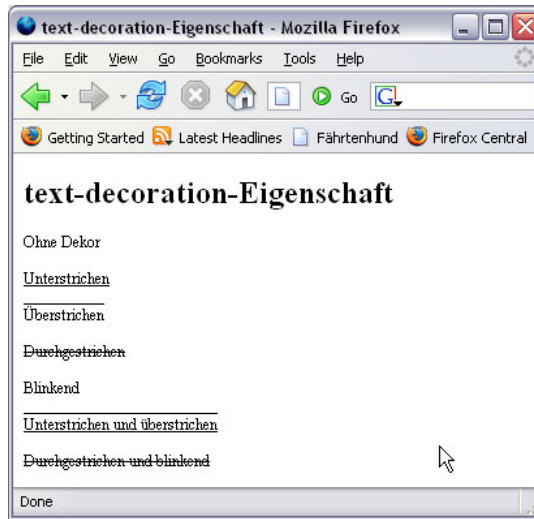 text-decoration-Eigenschaft - Mozilla Firefox
File Edit View Go Bookmarks Tools Help
Go G
Getting Started Latest Headlines Fährtenhund Firefox Central
text-decoration-Eigenschaft
Ohne Dekor
Unterstrichen
Überstrichen
Durchgestrichen
Blinkend
Unterstrichen und überstrichen
Durchgestrichen und blinkend
Done